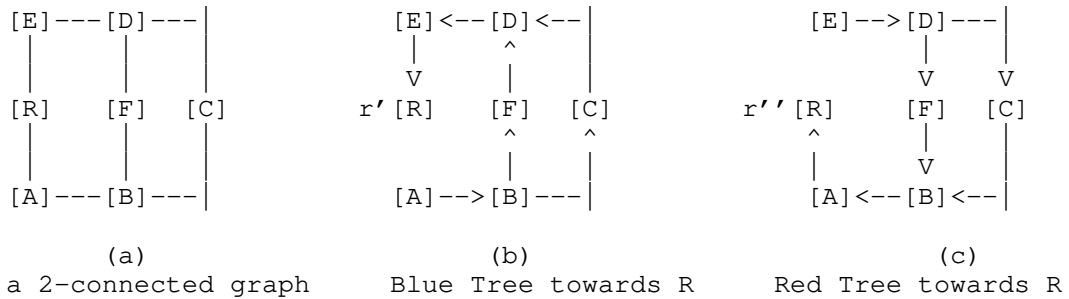 [E]---[D]---| [E]<--[D]<--| [E]-->[D]---|
| | | | ^ | | |
| | | V | | V V
[R] [F] [C] r'[R] [F] [C] r''[R] [F] [C]
| | | ^ ^ ^ | |
| | | | | | V |
[A]---[B]---| [A]-->[B]---| [A]<--[B]<--|
(a) (b) (c)
a 2-connected graph Blue Tree towards R Red Tree towards R